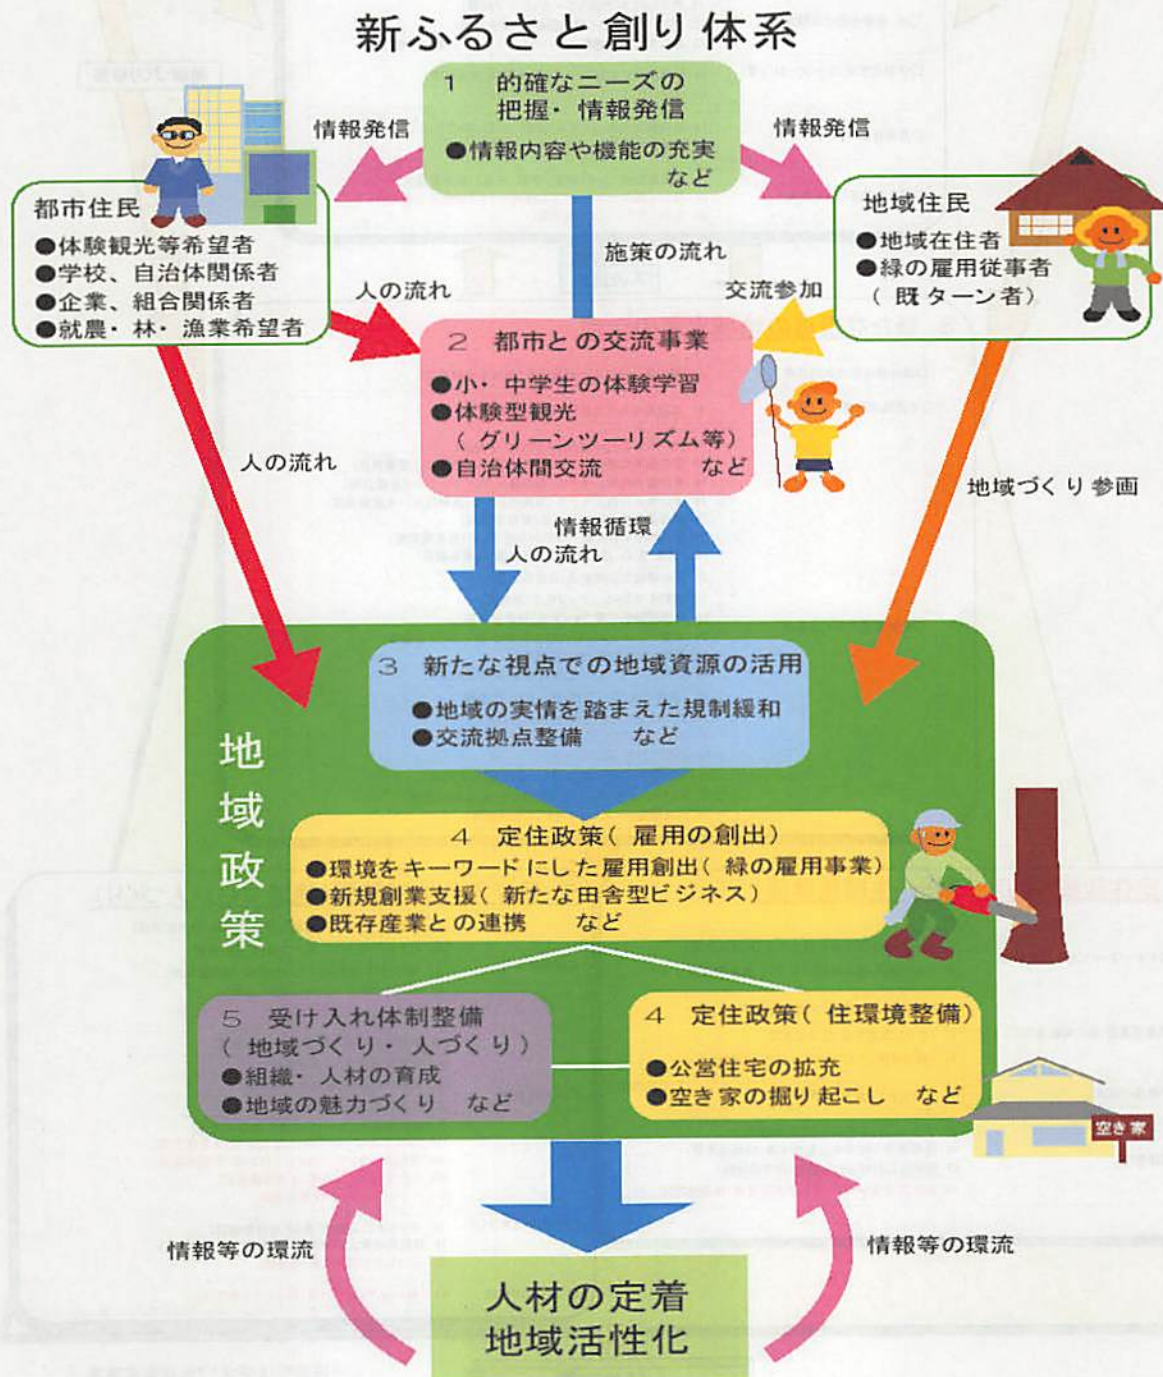 新ふるさと創り体系
1 的確なニーズの
把握・情報発信
●情報内容や機能の充実
など
情報発信
情報発信
都市住民
●体験観光等希望者
●学校、自治体関係者
●企業、組合関係者
●就農・林・漁業希望者
地域住民
●地域在住者
●緑の雇用従事者
(既ターン者)
施策の流れ
人の流れ
交流参加
2 都市との交流事業
●小・中学生の体験学習
●体験型観光
(グリーンツーリズム等)
●自治体間交流 など
人の流れ
地域づくり参画
情報循環
人の流れ
地域政策
3 新たな視点での地域資源の活用
●地域の実情を踏まえた規制緩和
●交流拠点整備 など
4 定住政策(雇用の創出)
●環境をキーワードにした雇用創出(緑の雇用事業)
●新規創業支援(新たな田舎型ビジネス)
●既存産業との連携 など
5 受け入れ体制整備
(地域づくり・人づくり)
●組織・人材の育成
●地域の魅力づくり など
4 定住政策(住環境整備)
●公営住宅の拡充
●空き家の掘り起こし など
空き家
情報等の環流
情報等の環流
人材の定着
地域活性化